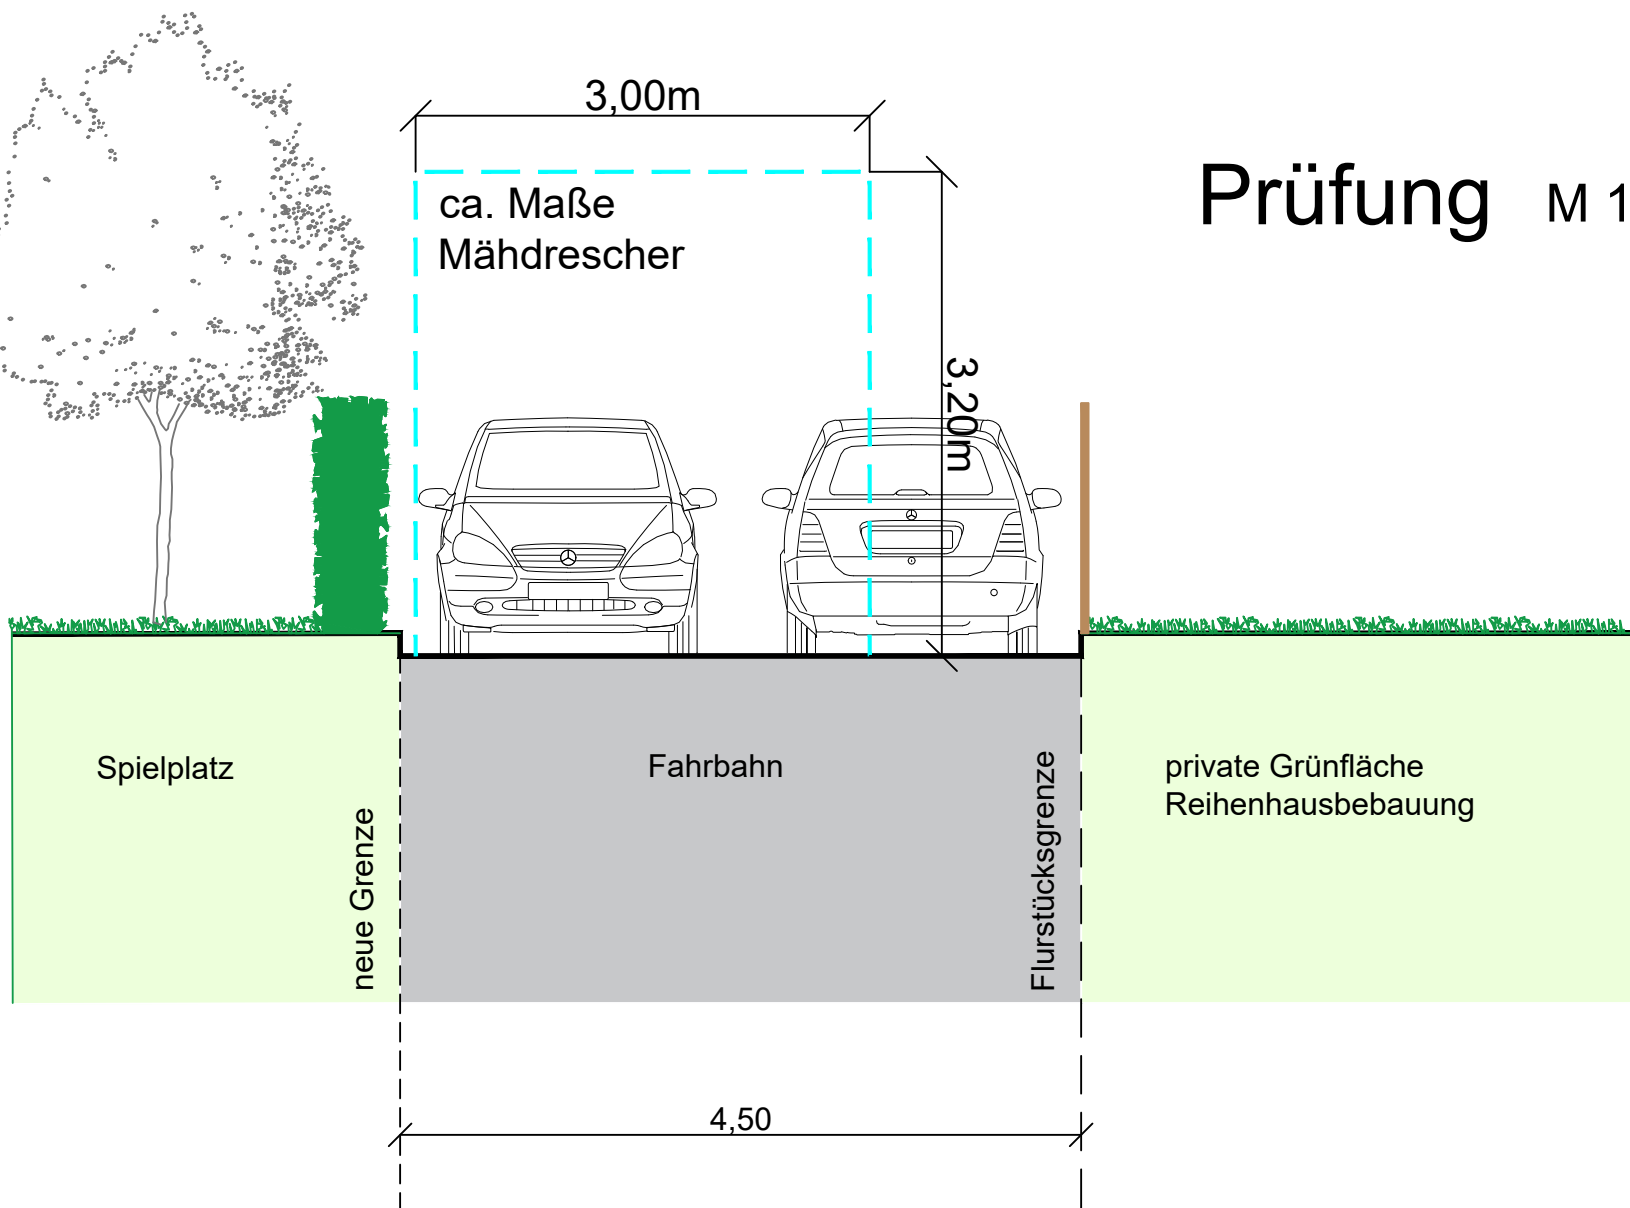 3,00m
Prüfung M 1
ca. Maße
Mähdrescher
3,20m
Spielplatz
Fahrbahn
private Grünfläche
Reihenhausbebauung
neue Grenze
Flurstücksgrenze
4,50